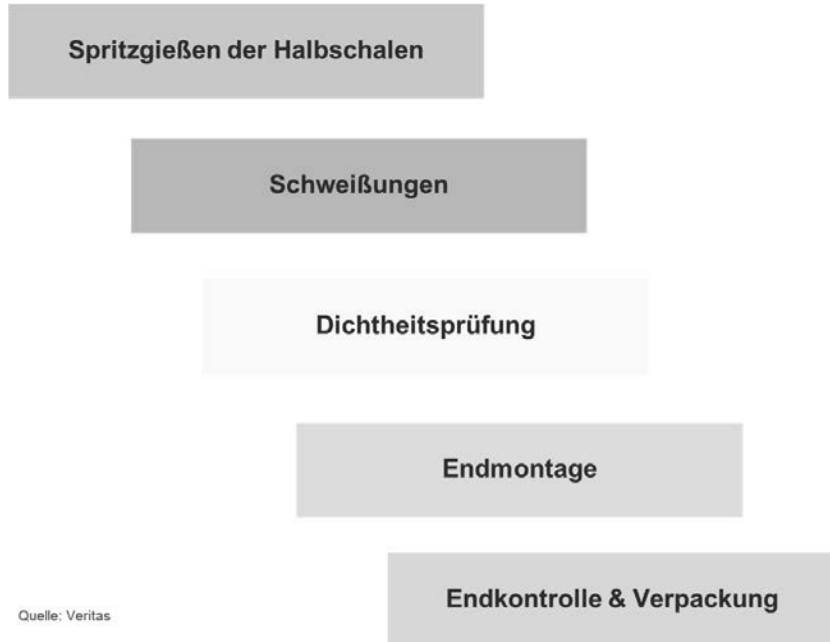 Spritzgießen der Halbschalen
Schweißungen
Dichtheitsprüfung
Endmontage
Endkontrolle & Verpackung
Quelle: Veritas